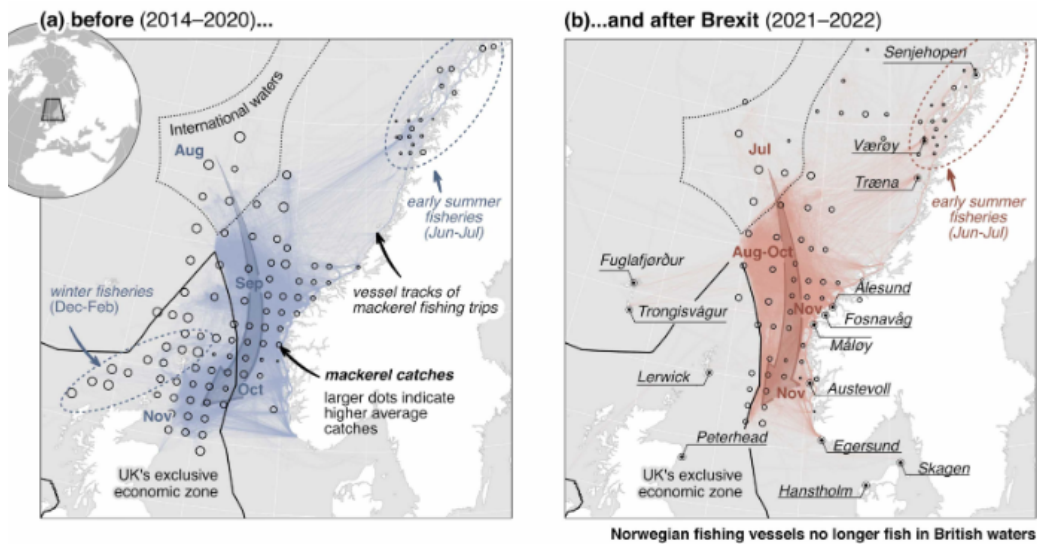 (a) before (2014–2020)...
International waters
Aug
early summer
fisheries
(Jun-Jul)
Sep
winter fisheries
(Dec-Feb)
vessel tracks of
mackerel fishing trips
mackerel catches
larger dots indicate
higher average
catches
Oct
Nov
UK's exclusive
economic zone
(b)...and after Brexit (2021–2022)
Senjehopen
Jul
Værøy
Træna
early summer
fisheries
(Jun-Jul)
Aug-Oct
Fuglafjørður
Trongisvágur
Ålesund
Nov
Fosnavåg
Måløy
Lerwick
Nov
Austevoll
Peterhead
Egersund
UK's exclusive
economic zone
Skagen
Hanstholm
Norwegian fishing vessels no longer fish in British waters